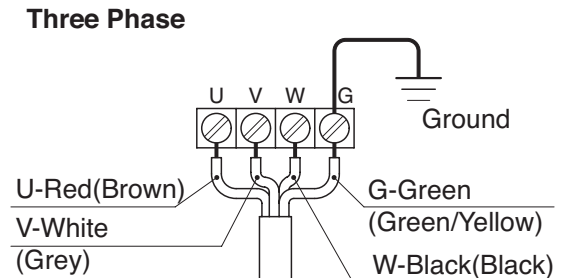 Three Phase
U V W G
Ground
U-Red(Brown)
V-White
(Grey)
G-Green
(Green/Yellow)
W-Black(Black)